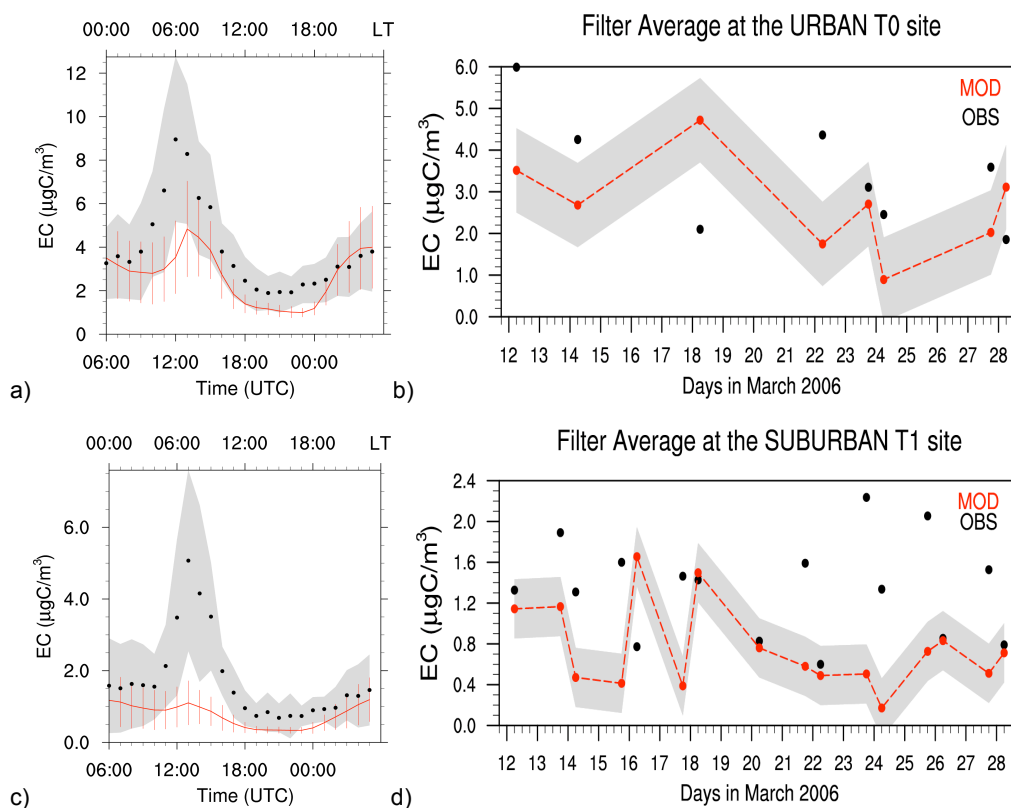 00:00 06:00 12:00 18:00 LT
12
10
8
6
4
2
0
EC (µgC/m³)
06:00 12:00 18:00 00:00
Time (UTC)
a)
Filter Average at the URBAN T0 site
6.0
5.0
4.0
3.0
2.0
1.0
0.0
EC (µgC/m³)
MOD
OBS
12 13 14 15 16 17 18 19 20 21 22 23 24 25 26 27 28
Days in March 2006
b)
00:00 06:00 12:00 18:00 LT
6.0
4.0
2.0
0.0
EC (µgC/m³)
06:00 12:00 18:00 00:00
Time (UTC)
c)
Filter Average at the SUBURBAN T1 site
2.4
2.0
1.6
1.2
0.8
0.4
0.0
EC (µgC/m³)
MOD
OBS
12 13 14 15 16 17 18 19 20 21 22 23 24 25 26 27 28
Days in March 2006
d)